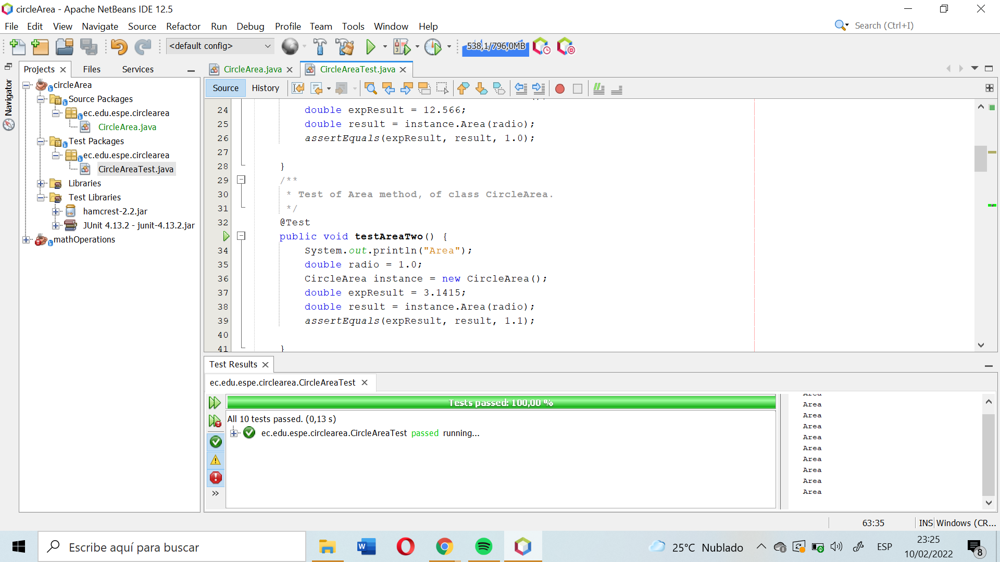 circleArea - Apache NetBeans IDE 12.5
File Edit View Navigate Source Refactor Run Debug Profile Team Tools Window Help
Search (Ctrl+I)
<default config>
538,1/796,0MB
Navigator
Projects Files Services
circleArea
Source Packages
ec.edu.espe.circlearea
CircleArea.java
Test Packages
ec.edu.espe.circlearea
CircleAreaTest.java
Libraries
Test Libraries
hamcrest-2.2.jar
JUnit 4.13.2 - junit-4.13.2.jar
mathOperations
CircleArea.java CircleAreaTest.java
Source History
24 double expResult = 12.566;
25 double result = instance.Area(radio);
26 assertEquals(expResult, result, 1.0);
27
28 }
29 /**
30 * Test of Area method, of class CircleArea.
31 */
32 @Test
public void testAreaTwo() {
34 System.out.println("Area");
35 double radio = 1.0;
36 CircleArea instance = new CircleArea();
37 double expResult = 3.1415;
38 double result = instance.Area(radio);
39 assertEquals(expResult, result, 1.1);
40
41 }
Test Results
ec.edu.espe.circlearea.CircleAreaTest
Tests passed: 100,00 %
All 10 tests passed. (0,13 s)
ec.edu.espe.circlearea.CircleAreaTest passed running...
Area
Area
Area
Area
Area
Area
Area
Area
Area
Area
63:35 INS Windows (CR...
Escribe aquí para buscar
25°C Nublado
ESP
23:25
10/02/2022
8